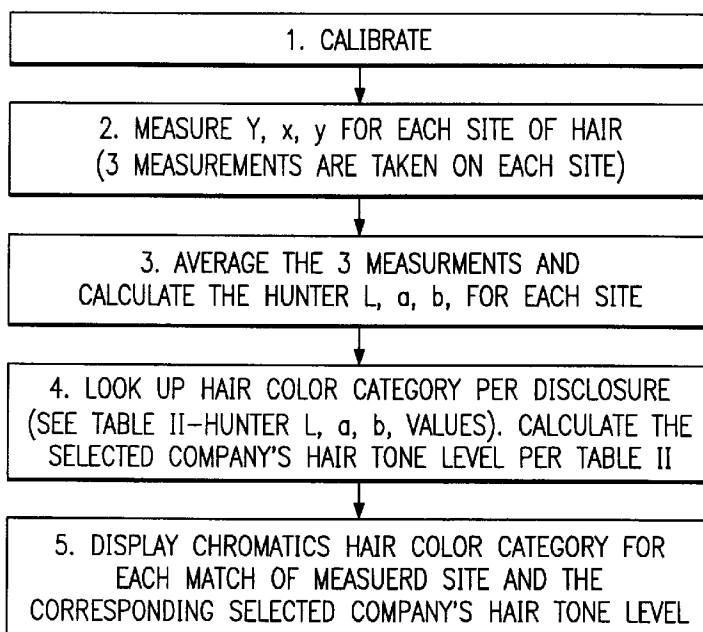 1. CALIBRATE
2. MEASURE Y, x, y FOR EACH SITE OF HAIR
(3 MEASUREMENTS ARE TAKEN ON EACH SITE)
3. AVERAGE THE 3 MEASURMENTS AND
CALCULATE THE HUNTER L, a, b, FOR EACH SITE
4. LOOK UP HAIR COLOR CATEGORY PER DISCLOSURE
(SEE TABLE II-HUNTER L, a, b, VALUES). CALCULATE THE
SELECTED COMPANY'S HAIR TONE LEVEL PER TABLE II
5. DISPLAY CHROMATICS HAIR COLOR CATEGORY FOR
EACH MATCH OF MEASUERD SITE AND THE
CORRESPONDING SELECTED COMPANY'S HAIR TONE LEVEL